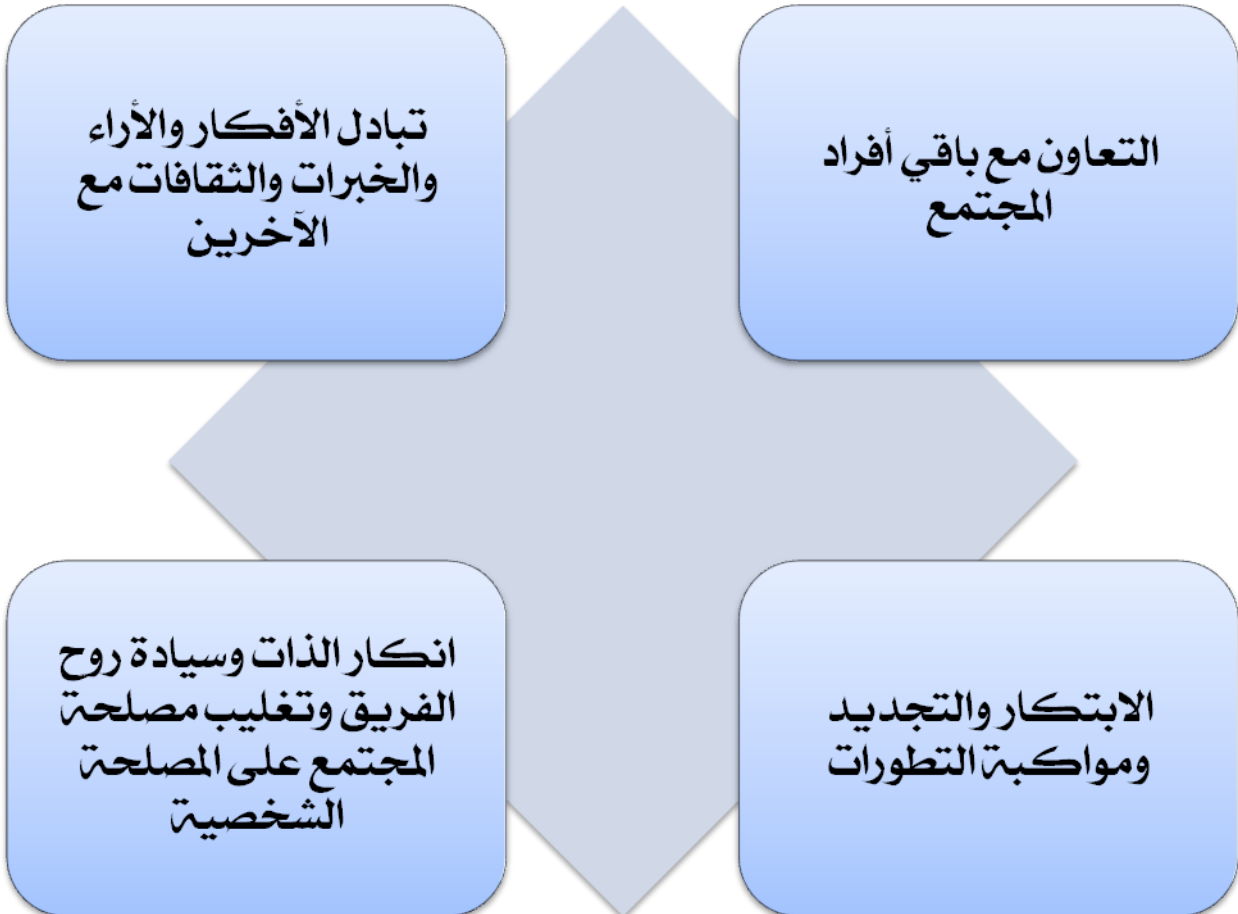 التعاون مع باقي أفراد
المجتمع
تبادل الأفكار والأراء
والخبرات والثقافات مع
الآخرين
الابتكار والتجديد
ومواكبة التطورات
انكار الذات وسيادة روح
الفريق وتغليب مصلحة
المجتمع على المصلحة
الشخصية